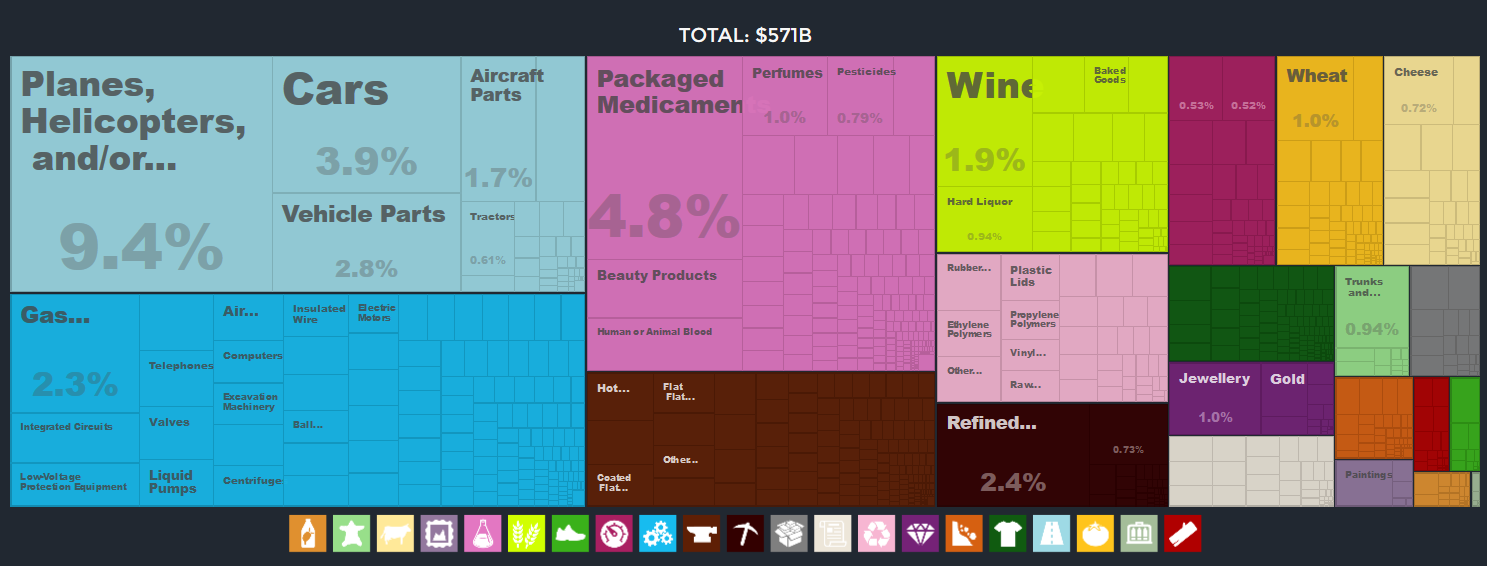 TOTAL: $571B
Planes,
Helicopters,
and/or...
9.4%
Cars
3.9%
Vehicle Parts
2.8%
Aircraft
Parts
1.7%
Tractors
0.61%
Gas...
2.3%
Integrated Circuits
Low-Voltage
Protection Equipment
Telephones
Valves
Liquid
Pumps
Air...
Computers
Excavation
Machinery
Centrifuge
Insulated
Wire
Ball...
Electric
Motors
Packaged
Medicaments
4.8%
Beauty Products
Human or Animal Blood
Perfumes
1.0%
Pesticides
0.79%
Hot...
Coated
Flat...
Flat
Flat...
Other...
Wine
1.9%
Hard Liquor
0.94%
Baked
Goods
Rubber...
Ethylene
Polymers
Other...
Plastic
Lids
Propylene
Polymers
Vinyl...
Raw...
Refined...
2.4%
0.73%
0.53%
0.52%
Wheat
1.0%
Cheese
0.72%
Trunks
and...
0.94%
Jewellery
1.0%
Gold
Paintings